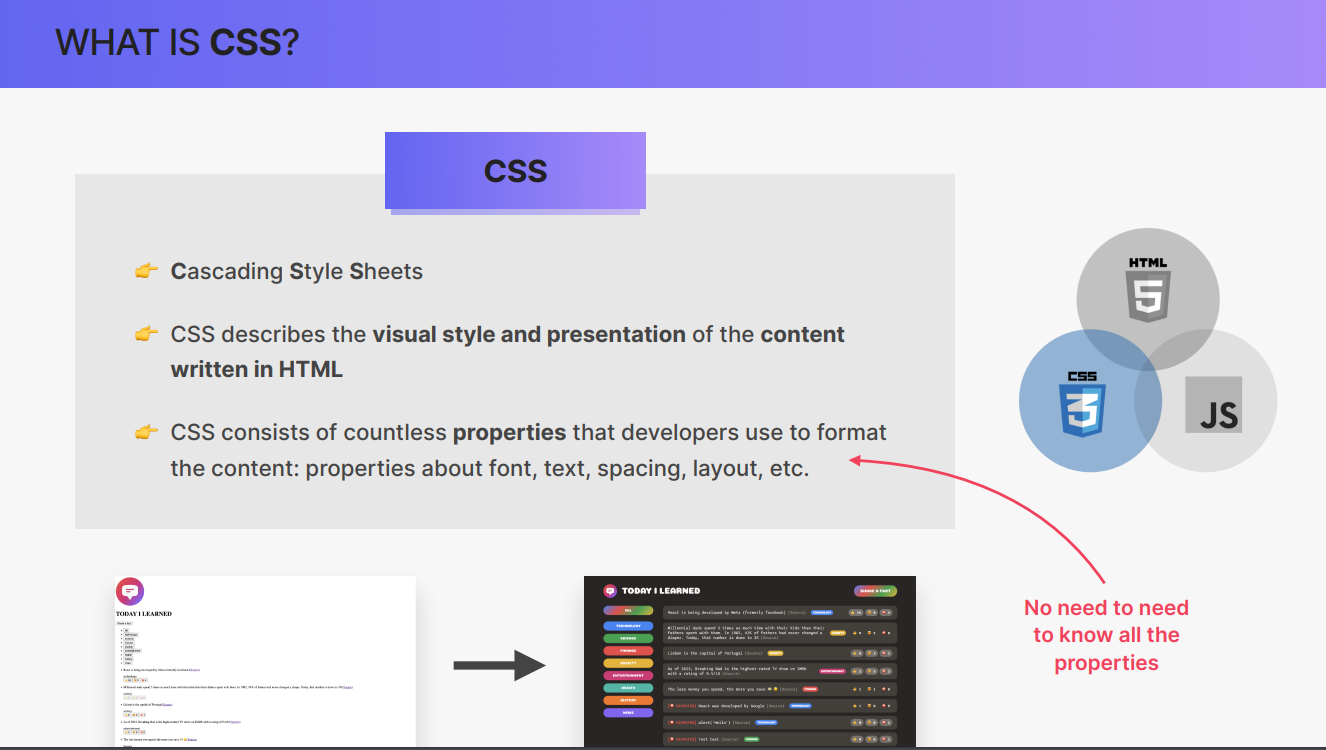 WHAT IS CSS?
CSS
👉 Cascading Style Sheets
👉 CSS describes the visual style and presentation of the content
written in HTML
👉 CSS consists of countless properties that developers use to format
the content: properties about font, text, spacing, layout, etc.
HTML
5
CSS
3
JS
No need to need
to know all the
properties
TODAY I LEARNED
TODAY I LEARNED
SHARE A FACT
ALL
TECHNOLOGY
SCIENCE
FINANCE
SOCIETY
ENTERTAINMENT
HEALTH
HISTORY
NEWS
React is being developed by Meta (formerly facebook) (Source) TECHNOLOGY
Millennial dads spend 3 times as much time with their kids than their
fathers spent with them. In 1982, 43% of fathers had never changed a
diaper. Today, that number is down to 3% (Source) SOCIETY
Lisbon is the capital of Portugal (Source) SOCIETY
As of 2023, Breaking Bad is the highest-rated TV show on IMDb
with a rating of 9.5/10 (Source) ENTERTAINMENT
The less money you spend, the more you save (Source) FINANCE
[DISPUTED] React was developed by Google (Source) TECHNOLOGY
[DISPUTED] alert('Hello') (Source) TECHNOLOGY
[DISPUTED] Test text (Source) SCIENCE